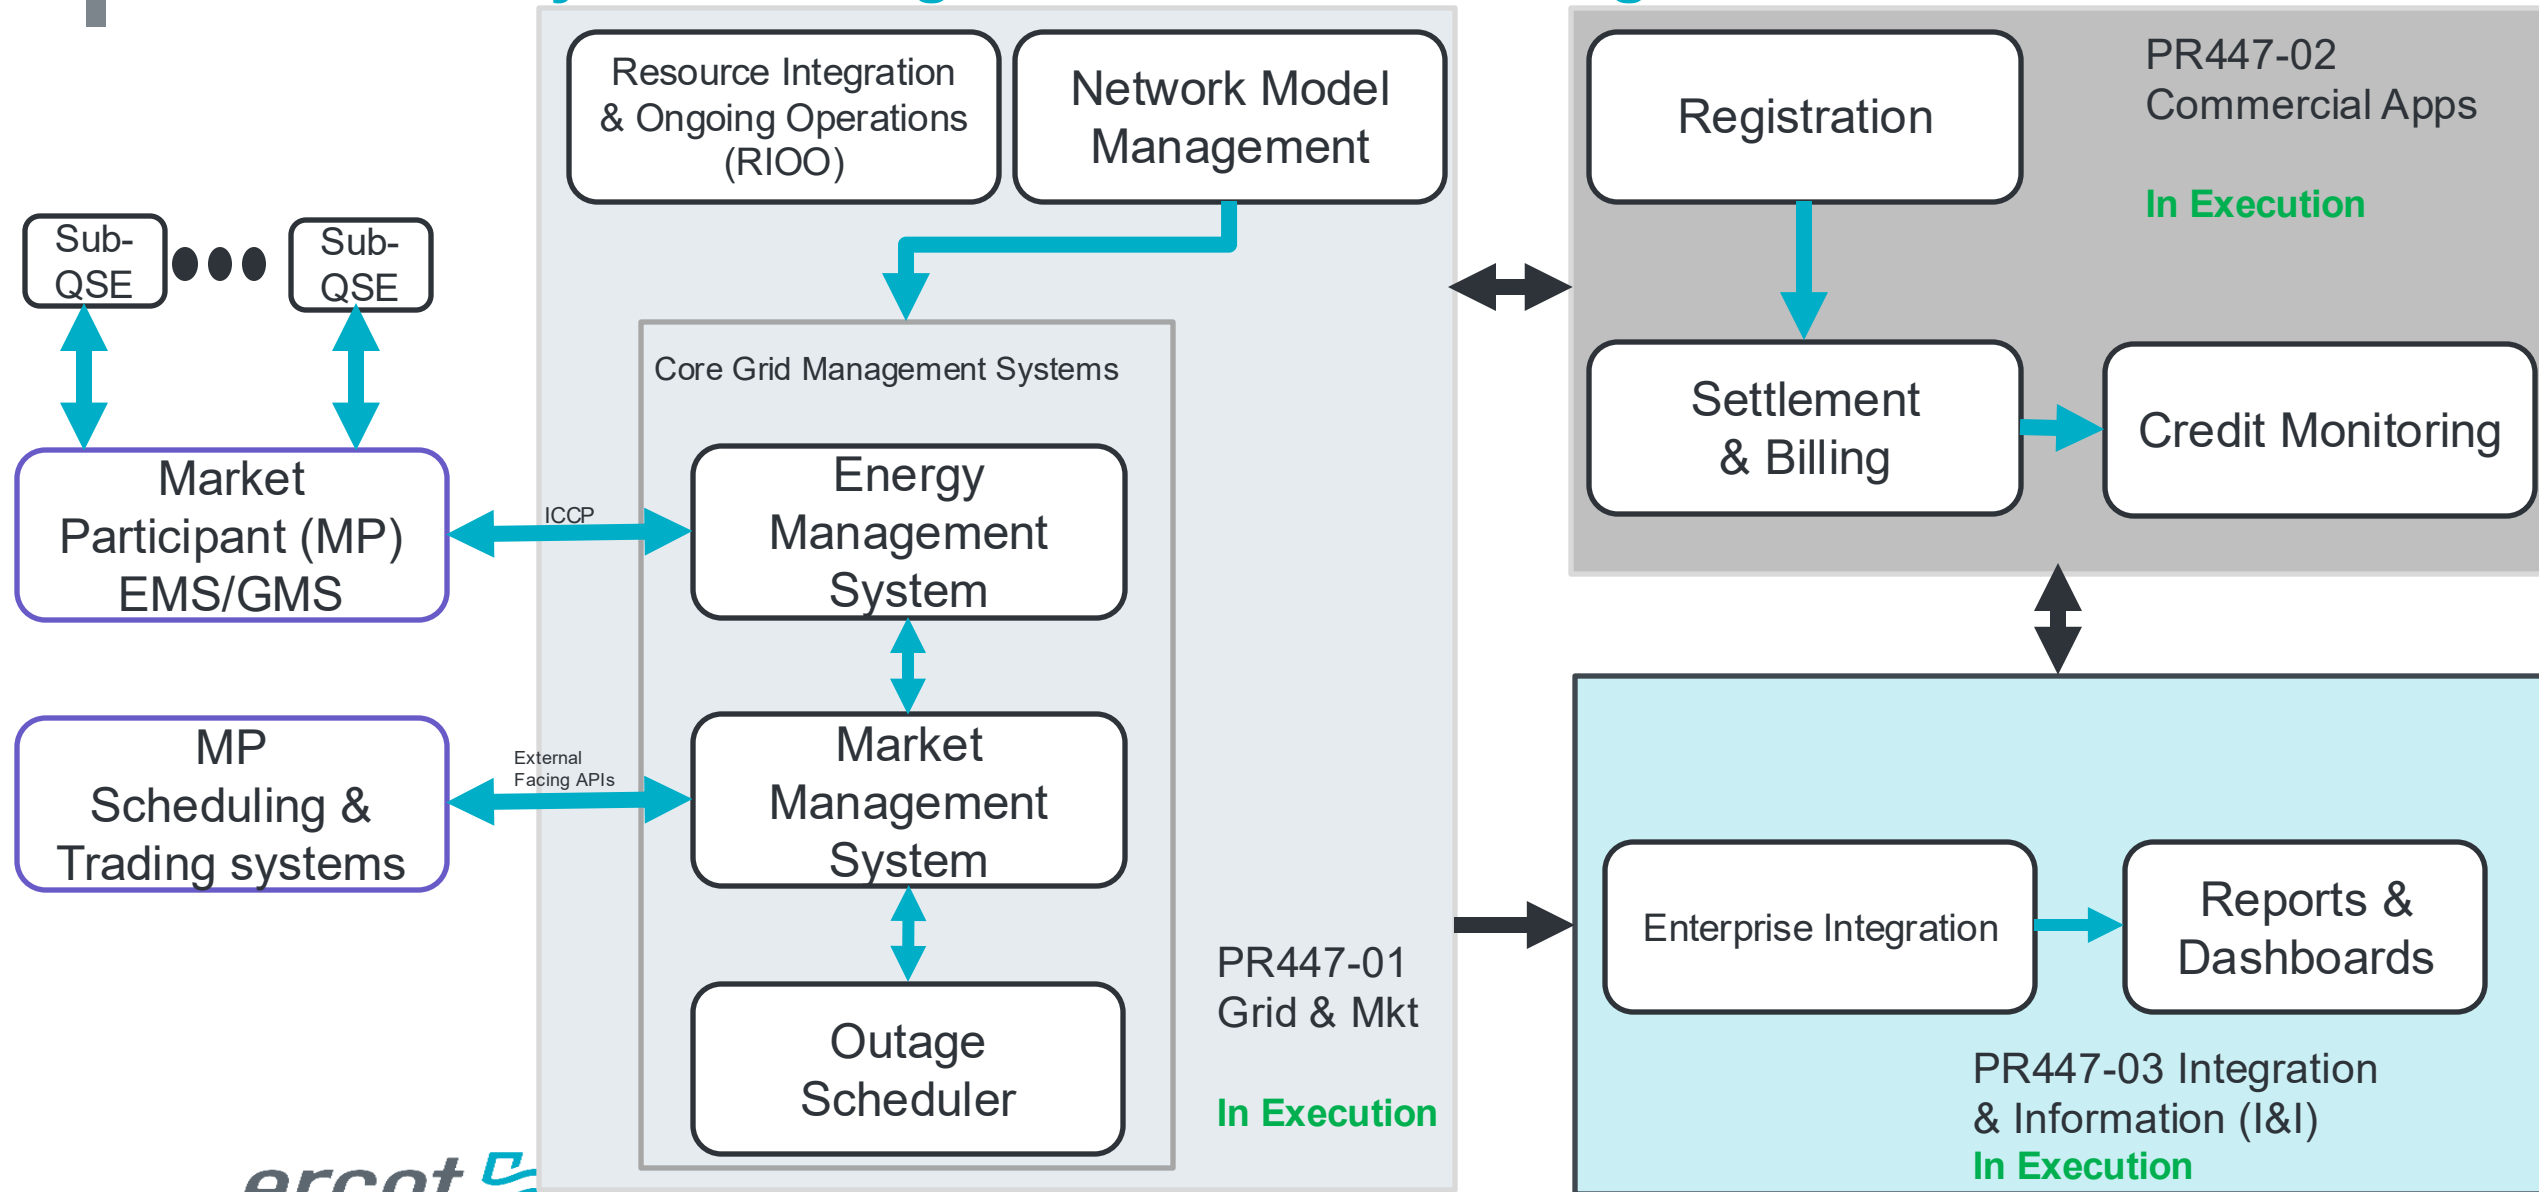 Resource Integration
& Ongoing Operations
(RIOO)
Network Model
Management
Registration
PR447-02
Commercial Apps
In Execution
Sub-
QSE
Sub-
QSE
Core Grid Management Systems
Settlement
& Billing
Credit Monitoring
Market
Participant (MP)
EMS/GMS
ICCP
Energy
Management
System
MP
Scheduling &
Trading systems
External
Facing APIs
Market
Management
System
Enterprise Integration
Reports &
Dashboards
PR447-01
Grid & Mkt
In Execution
Outage
Scheduler
PR447-03 Integration
& Information (I&I)
In Execution
ercot